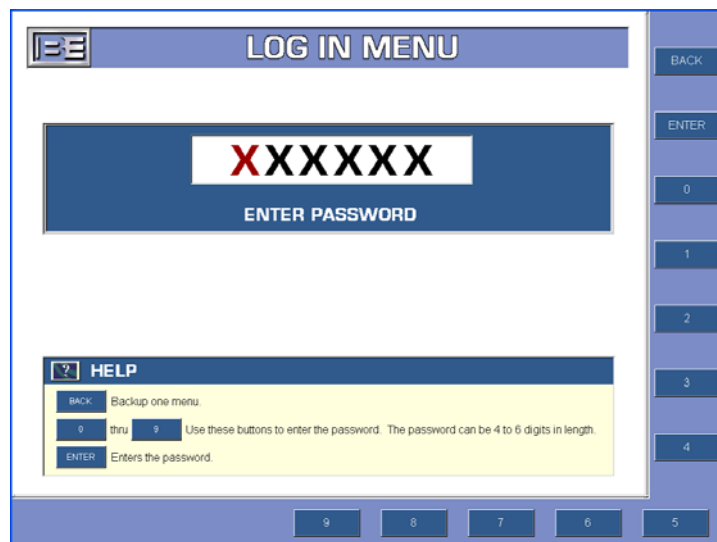 BE
LOG IN MENU
BACK
ENTER
XXXXXX
ENTER PASSWORD
0
1
2
3
4
? HELP
BACK Backup one menu.
0 thru 9 Use these buttons to enter the password. The password can be 4 to 6 digits in length.
ENTER Enters the password.
9 8 7 6 5